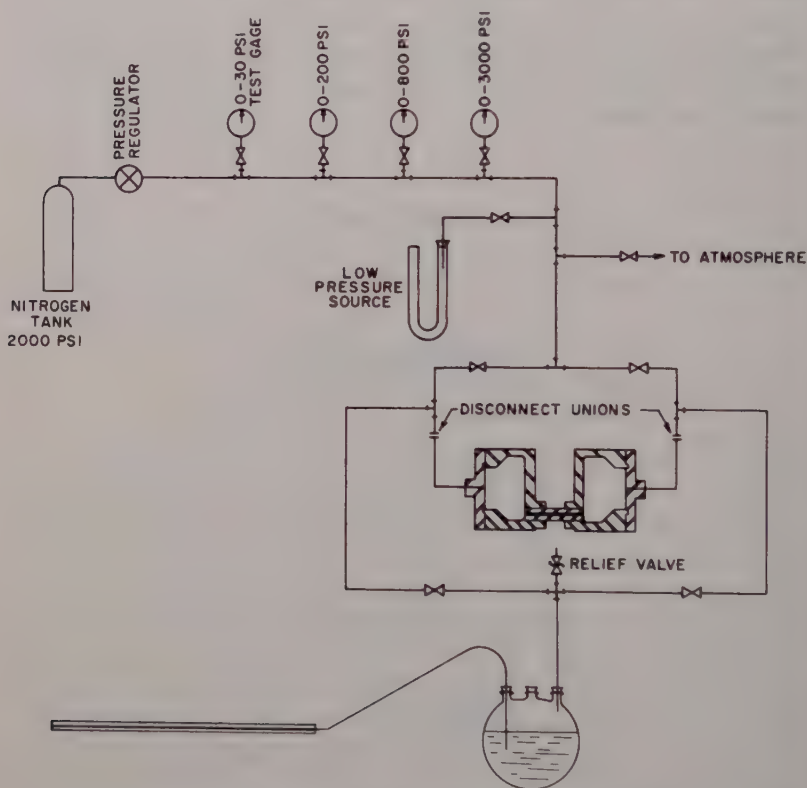 PRESSURE
REGULATOR
0-30 PSI
TEST GAGE
0-200 PSI
0-800 PSI
0-3000 PSI
NITROGEN
TANK
2000 PSI
LOW
PRESSURE
SOURCE
TO ATMOSPHERE
DISCONNECT UNIONS
RELIEF VALVE